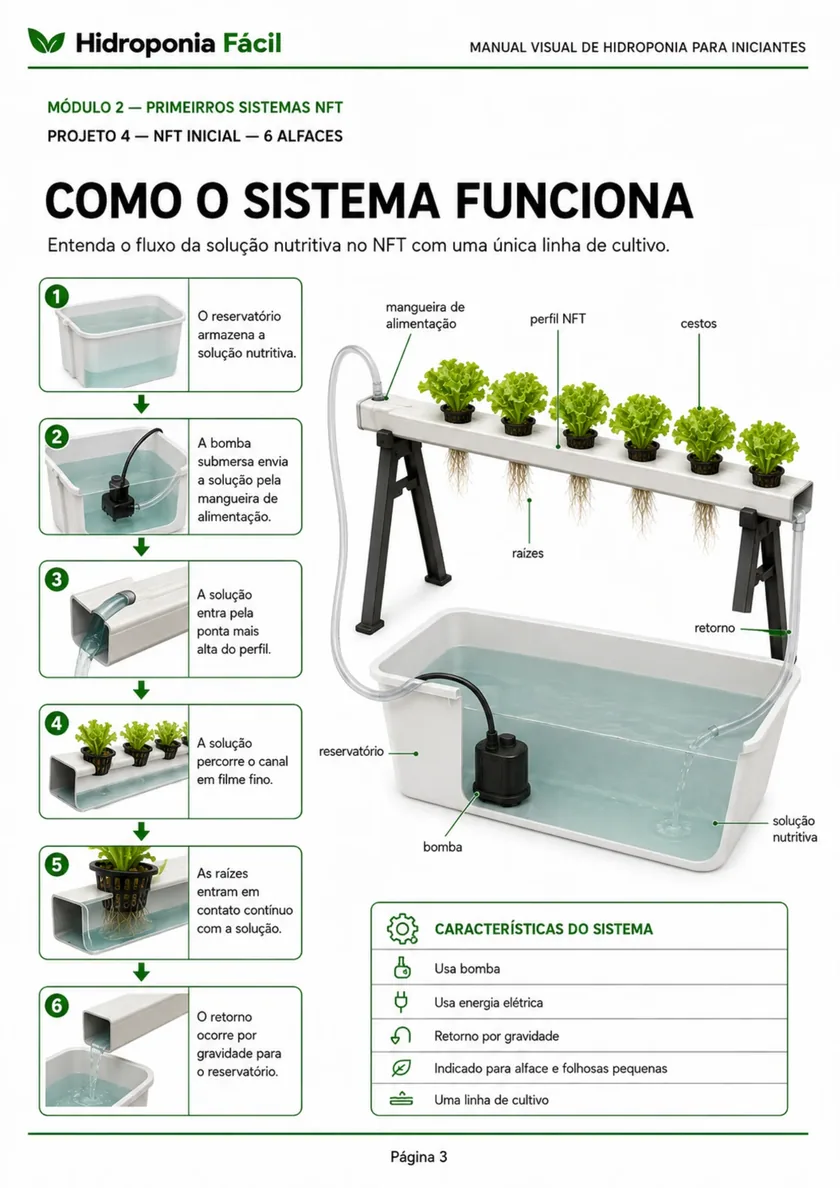 Hidroponia Fácil
MANUAL VISUAL DE HIDROPONIA PARA INICIANTES
MÓDULO 2 — PRIMEIRROS SISTEMAS NFT
PROJETO 4 — NFT INICIAL — 6 ALFACES
COMO O SISTEMA FUNCIONA
Entenda o fluxo da solução nutritiva no NFT com uma única linha de cultivo.
1
O reservatório
armazena a
solução nutritiva.
2
A bomba
submersa envia
a solução pela
mangueira de
alimentação.
3
A solução
entra pela
ponta mais
alta do perfil.
4
A solução
percorre o canal
em filme fino.
5
As raízes
entram em
contato contínuo
com a solução.
6
O retorno
ocorre por
gravidade para
o reservatório.
mangueira de
alimentação
perfil NFT
cestos
raízes
retorno
reservatório
bomba
solução
nutritiva
CARACTERÍSTICAS DO SISTEMA
Usa bomba
Usa energia elétrica
Retorno por gravidade
Indicado para alface e folhosas pequenas
Uma linha de cultivo
Página 3